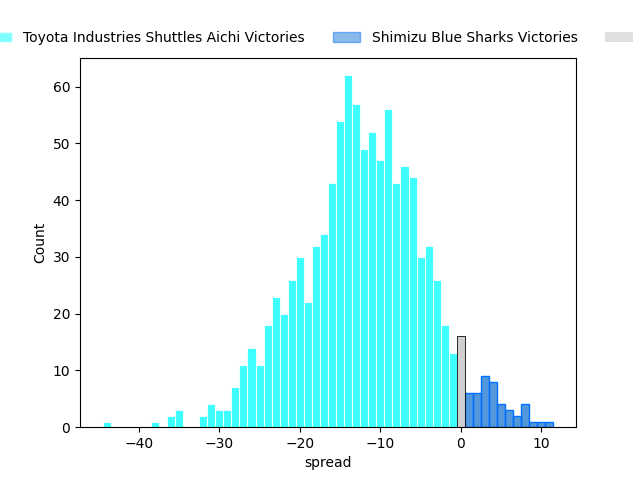 Toyota Industries Shuttles Aichi Victories Shimizu Blue Sharks Victories
60
50
40
30
20
10
0
Count
−40 −30 −20 −10 0 10
spread